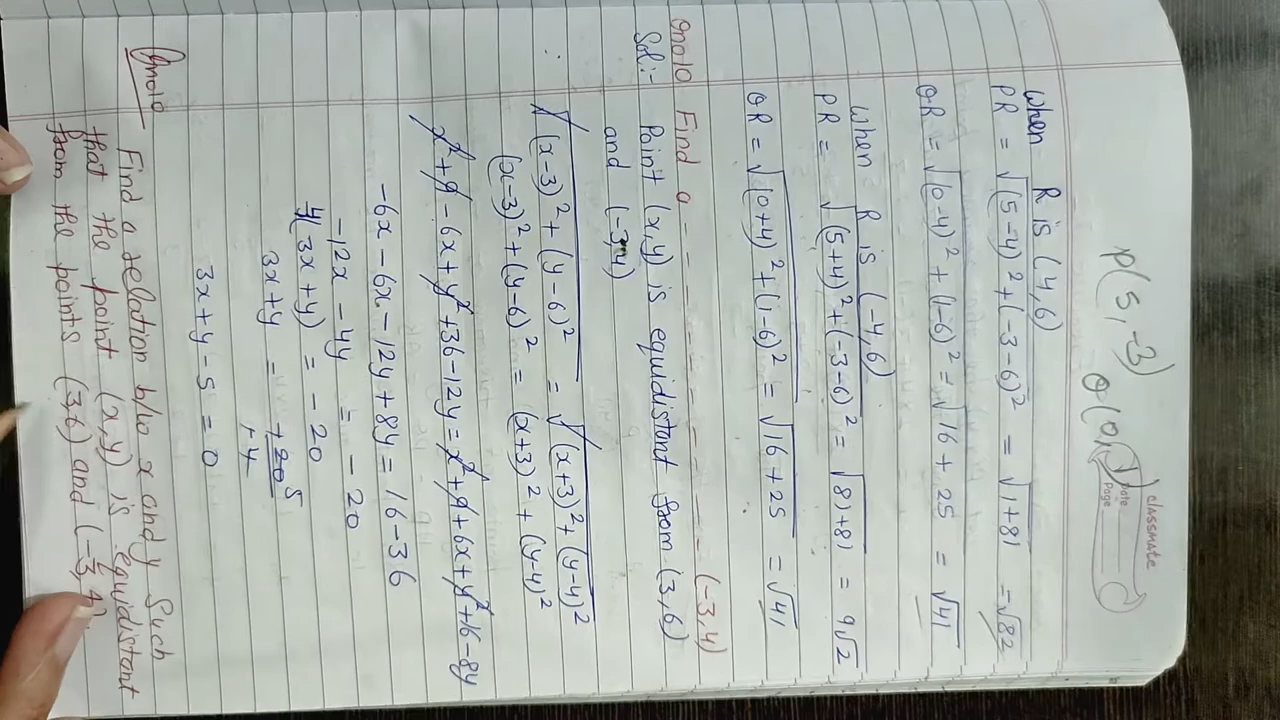 P(5,-3)
Q(0,1)
classmate
Date
Page
When R is (4,6)
PR = √(5-4)² + (-3-6)² = √1+81 = √82
QR = √(0-4)² + (1-6)² = √16 + 25 = √41
When R is (-4,6)
PR = √(5+4)² + (-3-6)² = √81+81 = 9√2
QR = √(0+4)² + (1-6)² = √16+25 = √41
Qno10 Find a - - - - - - - - (-3,4)
Sol:- Point (x,y) is equidistant from (3,6)
and (-3,4)
∴ √(x-3)² + (y-6)² = √(x+3)² + (y-4)²
(x-3)² + (y-6)² = (x+3)² + (y-4)²
x² + 9 - 6x + y² + 36 - 12y = x² + 9 + 6x + y² + 16 - 8y
-6x - 6x - 12y + 8y = 16 - 36
-12x - 4y = - 20
4(3x + y) = - 20
3x + y = +20 5
+4
3x + y - 5 = 0
Qno10 Find a relation b/w x and y Such
that the point (x,y) is equidistant
from the points (3,6) and (-3,4).